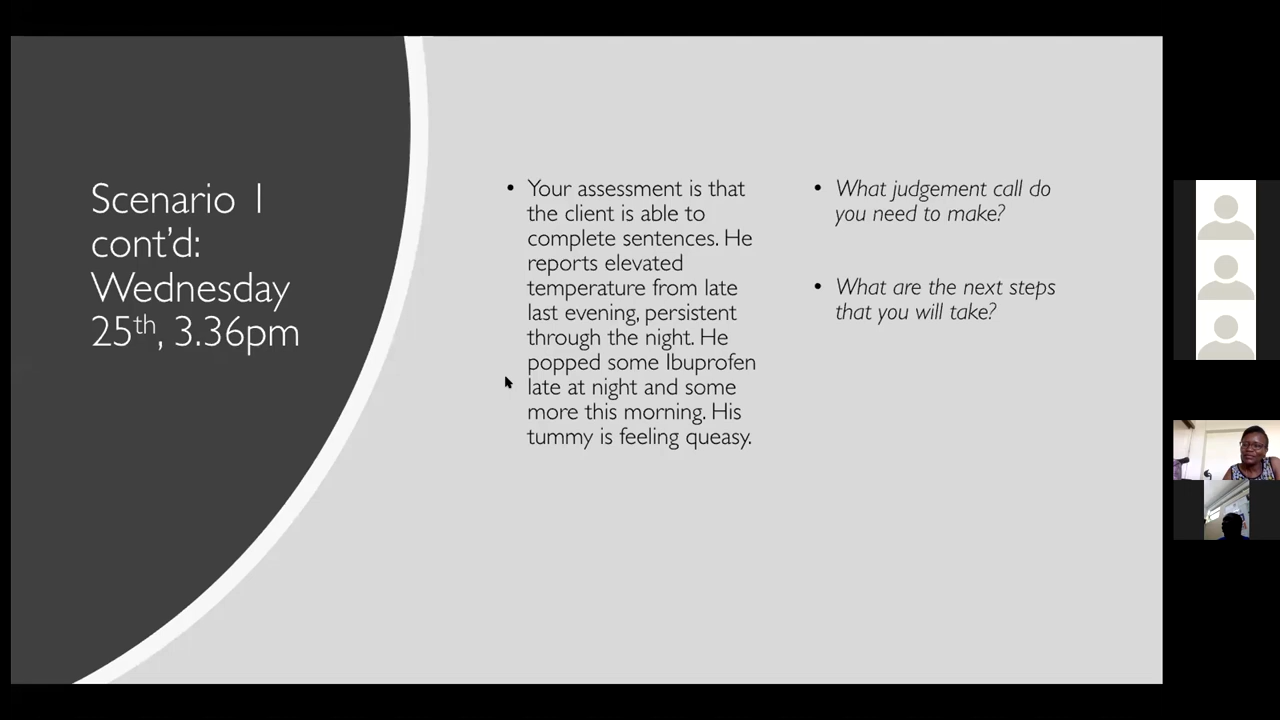 Scenario 1
cont'd:
Wednesday
25th, 3.36pm
• Your assessment is that
the client is able to
complete sentences. He
reports elevated
temperature from late
last evening, persistent
through the night. He
popped some Ibuprofen
late at night and some
more this morning. His
tummy is feeling queasy.
• What judgement call do
you need to make?
• What are the next steps
that you will take?